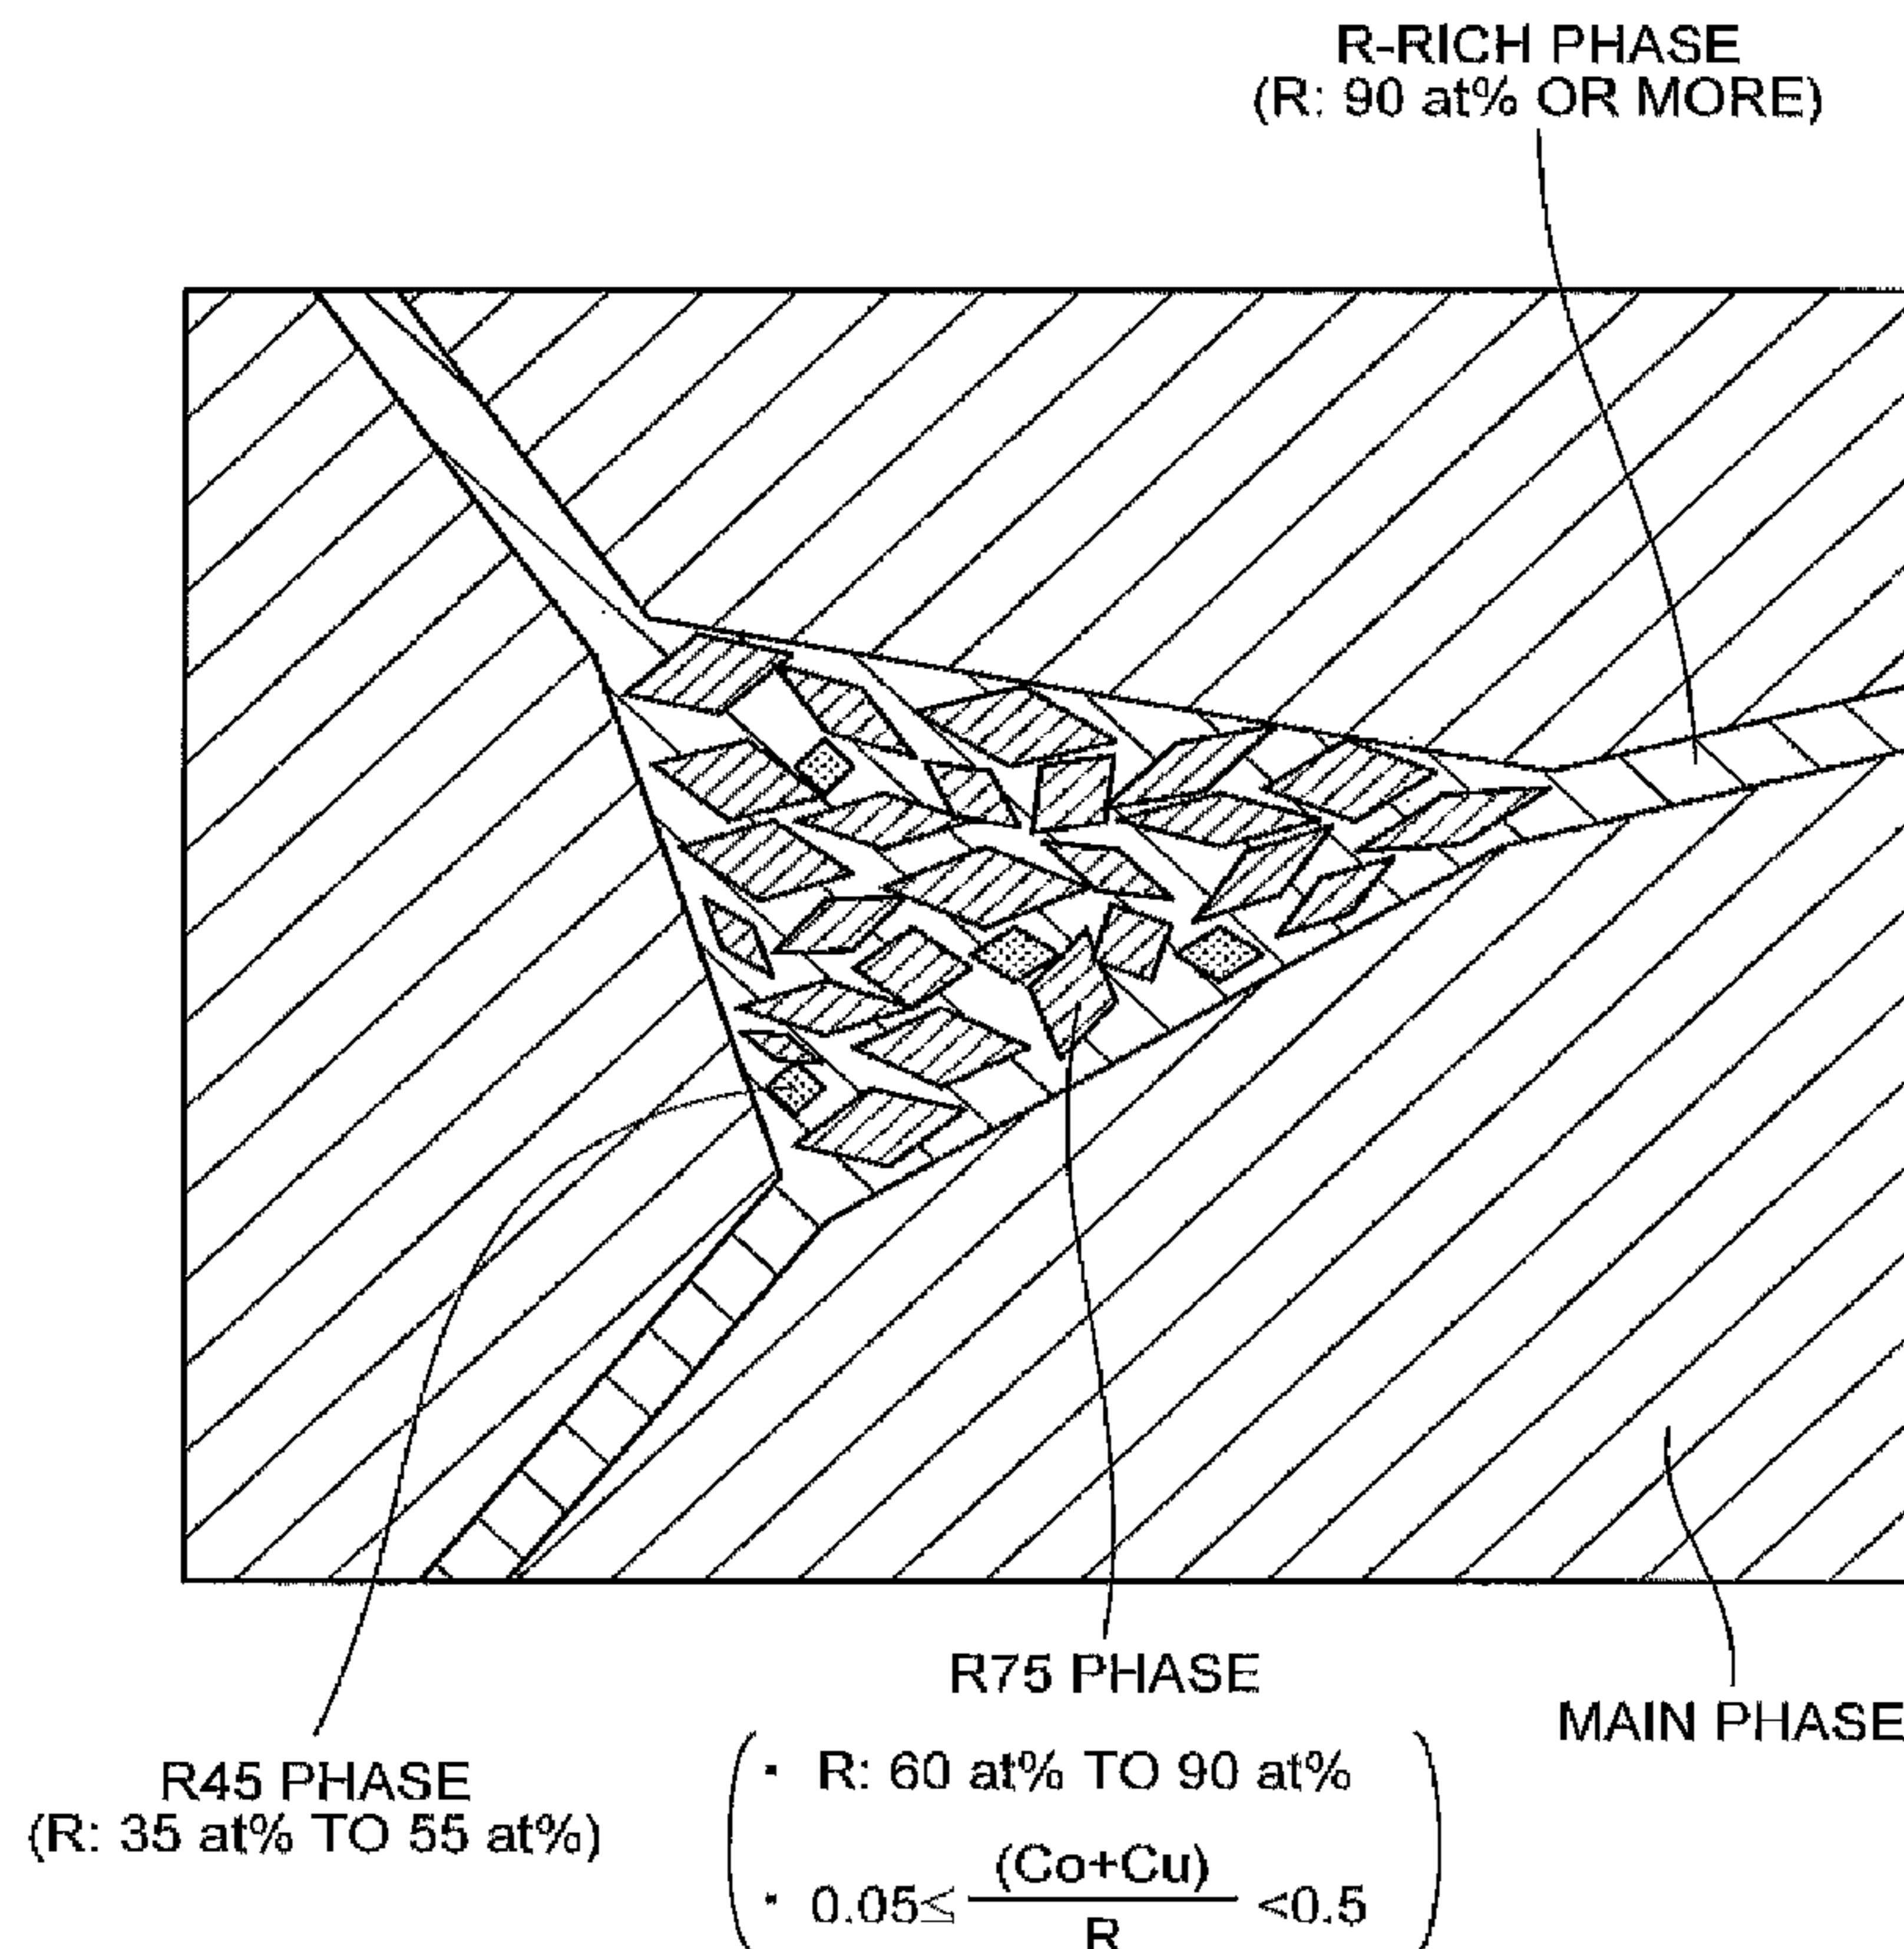 R-RICH PHASE
(R: 90 at% OR MORE)
R75 PHASE
MAIN PHASE
R45 PHASE
(R: 35 at% TO 55 at%)
· R: 60 at% TO 90 at%
· 0.05≤ (Co+Cu) / R <0.5